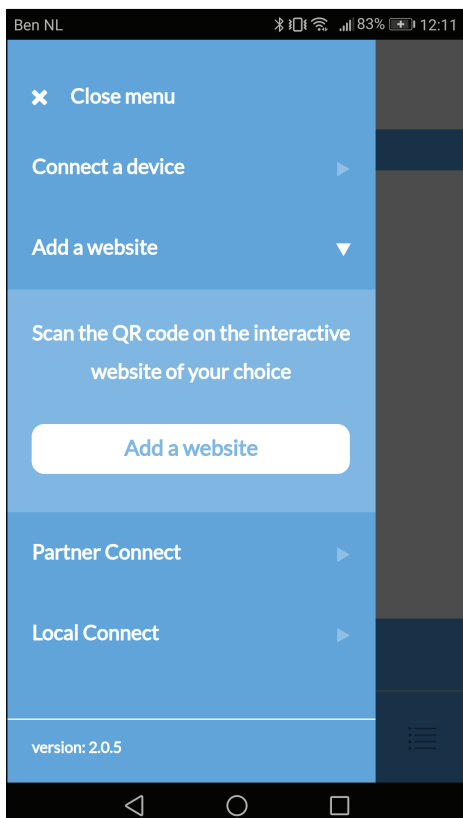 Ben NL 83% 12:11
Close menu
Connect a device
Add a website
Scan the QR code on the interactive
website of your choice
Add a website
Partner Connect
Local Connect
version: 2.0.5